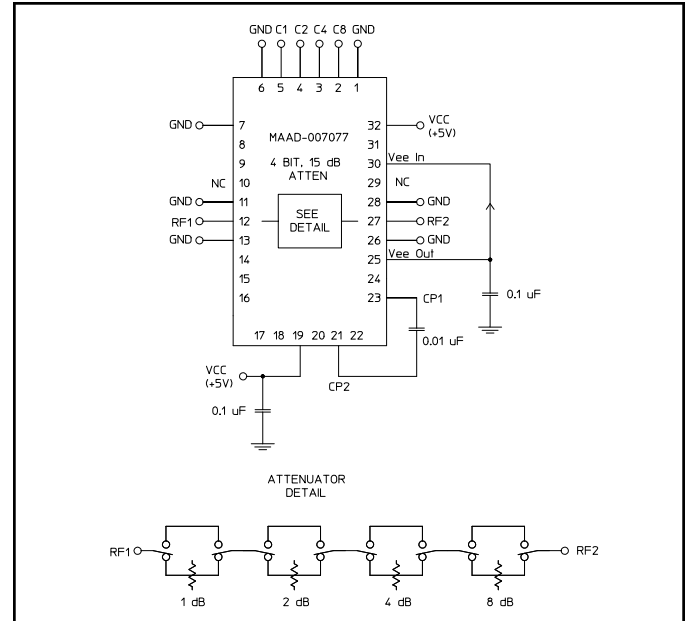 GND C1 C2 C4 C8 GND
6 5 4 3 2 1
GND 7 32 VCC
(+5V)
MAAD-007077
8 31
4 BIT, 15 dB
ATTEN
9 30 Vee In
NC 10 29 NC
GND 11 28 GND
RF1 12 27 RF2
SEE
DETAIL
GND 13 26 GND
14 25 Vee Out
15 24
16 23 CP1
0.1 uF
0.01 uF
17 18 19 20 21 22
VCC
(+5V)
CP2
0.1 uF
ATTENUATOR
DETAIL
RF1 RF2
1 dB 2 dB 4 dB 8 dB